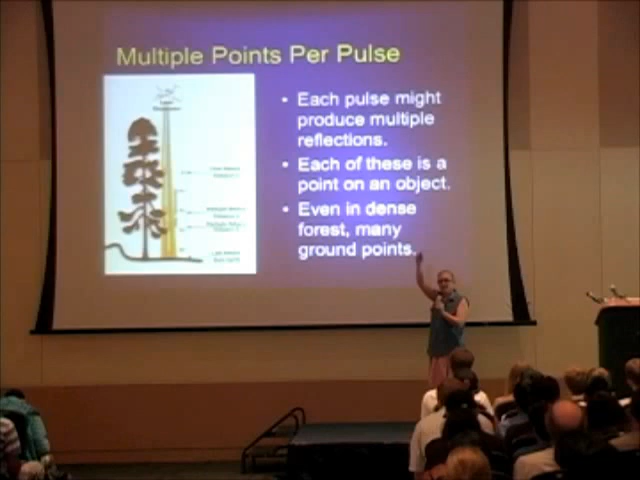 Multiple Points Per Pulse
• Each pulse might
produce multiple
reflections.
• Each of these is a
point on an object.
• Even in dense
forest, many
ground points.